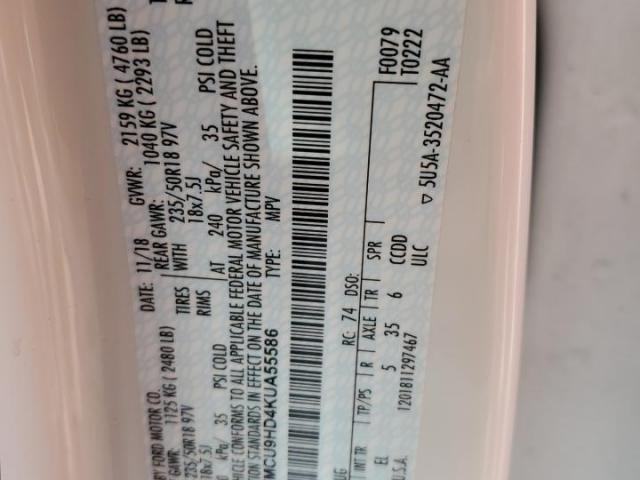 BY FORD MOTOR CO.
DATE: 11/18
GVWR: 2159 KG ( 4760 LB)
GAWR: 1125 KG ( 2480 LB)
REAR GAWR: 1040 KG ( 2293 LB)
235/50R18 97V
TIRES
WITH
235/50R18 97V
18x7.5J
RIMS
18x7.5J
kPa/ 35 PSI COLD
AT 240 kPa/ 35 PSI COLD
VEHICLE CONFORMS TO ALL APPLICABLE FEDERAL MOTOR VEHICLE SAFETY AND THEFT
STANDARDS IN EFFECT ON THE DATE OF MANUFACTURE SHOWN ABOVE.
MCU9HD4KUA55586
TYPE: MPV
F0079
T0222
UG
RC: 74 DSO:
INT TR TP/PS R AXLE TR SPR
EL 5 35 6 CCDD
U.S.A.
1201811297467
ULC
5U5A-3520472-AA